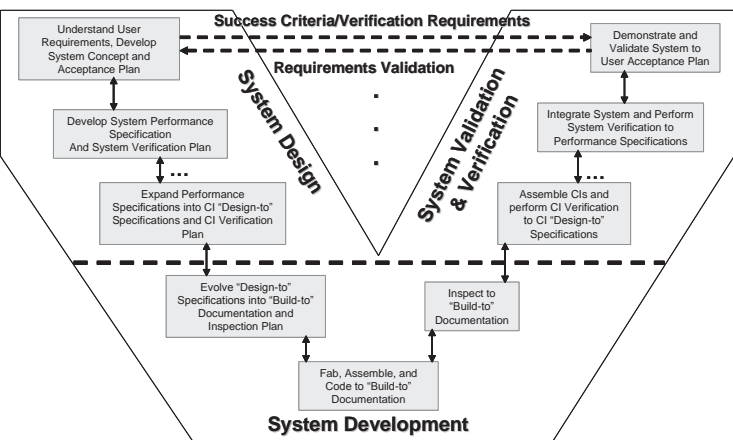 Success Criteria/Verification Requirements
Understand User
Requirements, Develop
System Concept and
Acceptance Plan
Demonstrate and
Validate System to
User Acceptance Plan
Requirements Validation
System Design
System Validation
& Verification
Develop System Performance
Specification
And System Verification Plan
Integrate System and Perform
System Verification to
Performance Specifications
...
...
Expand Performance
Specifications into CI “Design-to”
Specifications and CI Verification
Plan
Assemble CIs and
perform CI Verification
to CI “Design-to”
Specifications
Evolve “Design-to”
Specifications into “Build-to”
Documentation and
Inspection Plan
Inspect to
“Build-to”
Documentation
Fab, Assemble, and
Code to “Build-to”
Documentation
System Development